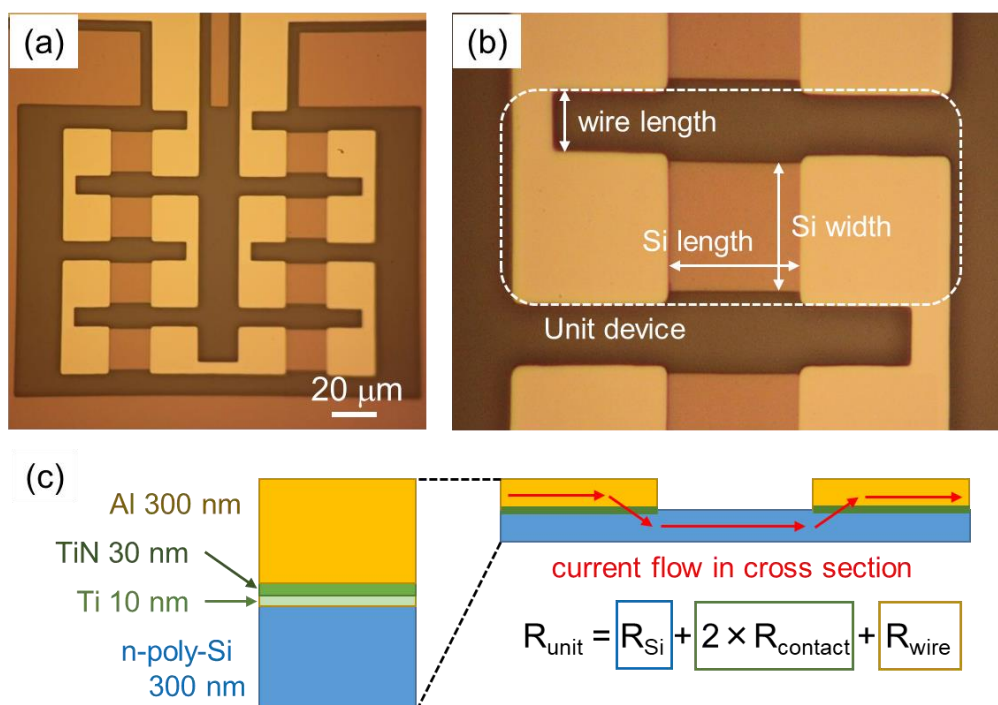 (a)
20 μm
(b)
wire length
Si length
Si width
Unit device
(c)
Al 300 nm
TiN 30 nm
Ti 10 nm
n-poly-Si
300 nm
current flow in cross section
R_unit = R_Si + 2 × R_contact + R_wire